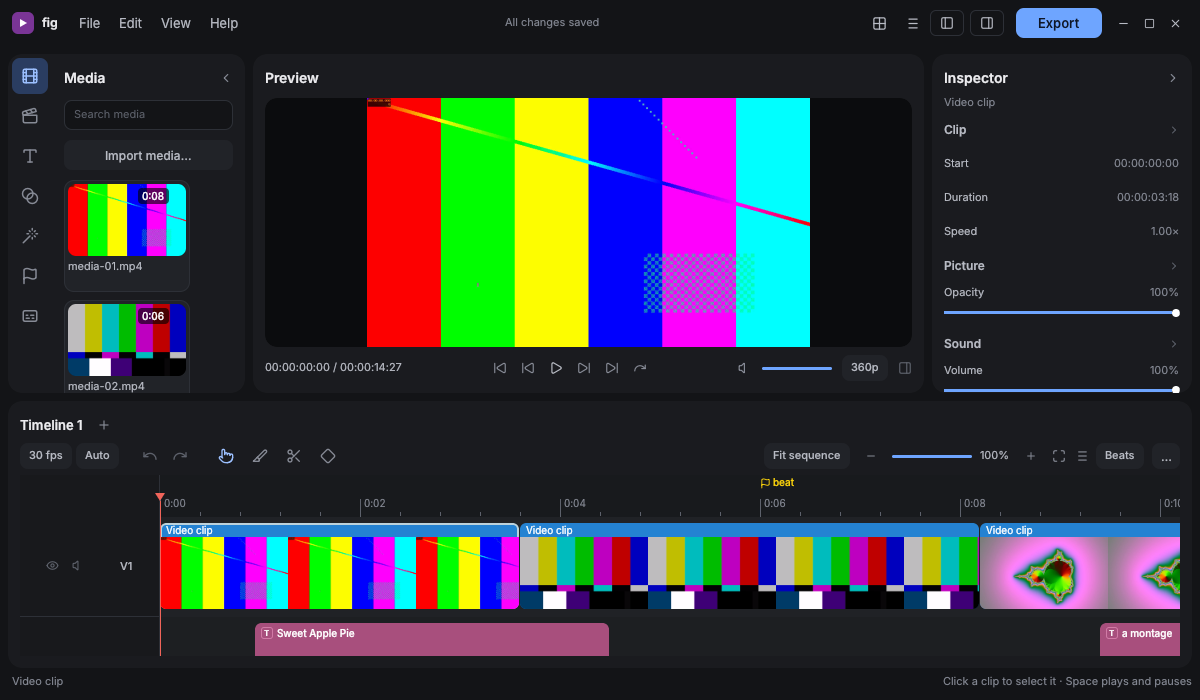 fig File Edit View Help
All changes saved
Export
Media
Search media
Import media...
0:08
media-01.mp4
0:06
media-02.mp4
Preview
00:00:00:00 / 00:00:14:27
360p
Inspector
Video clip
Clip
Start 00:00:00:00
Duration 00:00:03:18
Speed 1.00×
Picture
Opacity 100%
Sound
Volume 100%
Timeline 1
30 fps Auto
Fit sequence 100% Beats ...
beat
0:00 0:02 0:04 0:06 0:08 0:10
Video clip Video clip Video clip
V1
T Sweet Apple Pie T a montage
Video clip
Click a clip to select it · Space plays and pauses